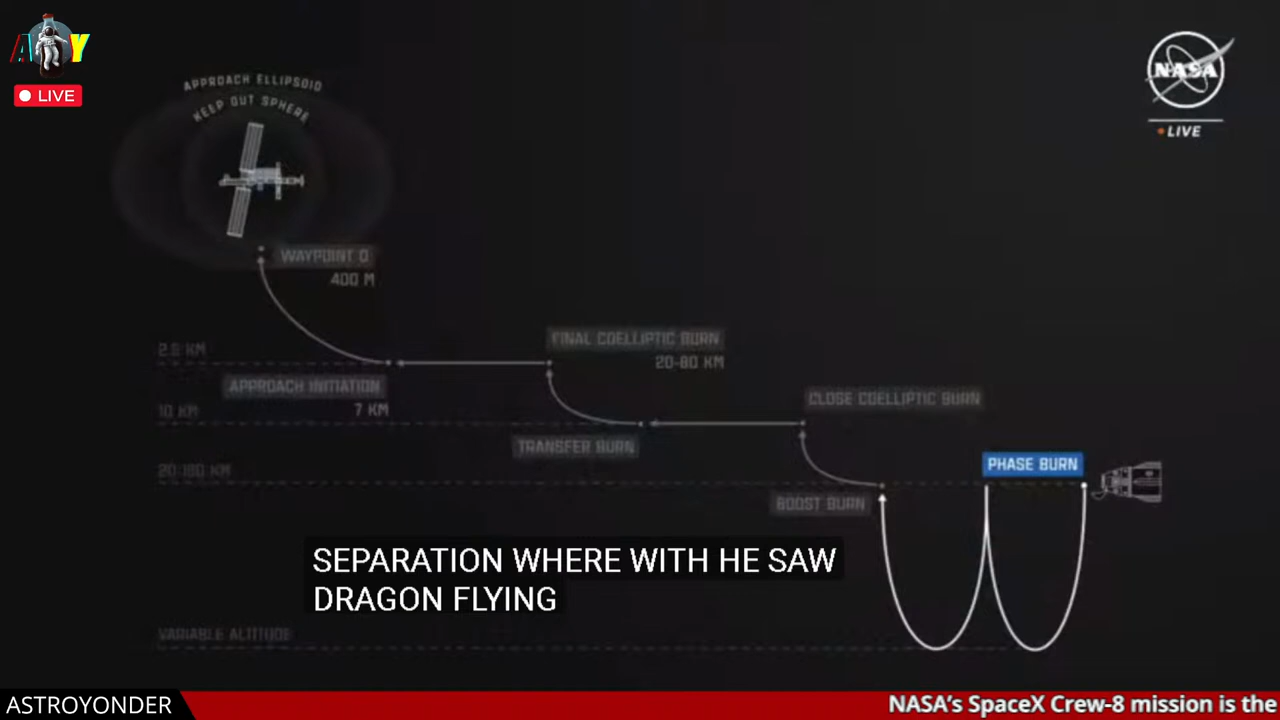 A Y
LIVE
NASA
LIVE
APPROACH ELLIPSOID
KEEP OUT SPHERE
WAYPOINT 0
400 M
FINAL COELLIPTIC BURN
20-80 KM
2.5 KM
APPROACH INITIATION
7 KM
CLOSE COELLIPTIC BURN
10 KM
TRANSFER BURN
PHASE BURN
20-180 KM
BOOST BURN
SEPARATION WHERE WITH HE SAW
DRAGON FLYING
VARIABLE ALTITUDE
ASTROYONDER
NASA's SpaceX Crew-8 mission is the